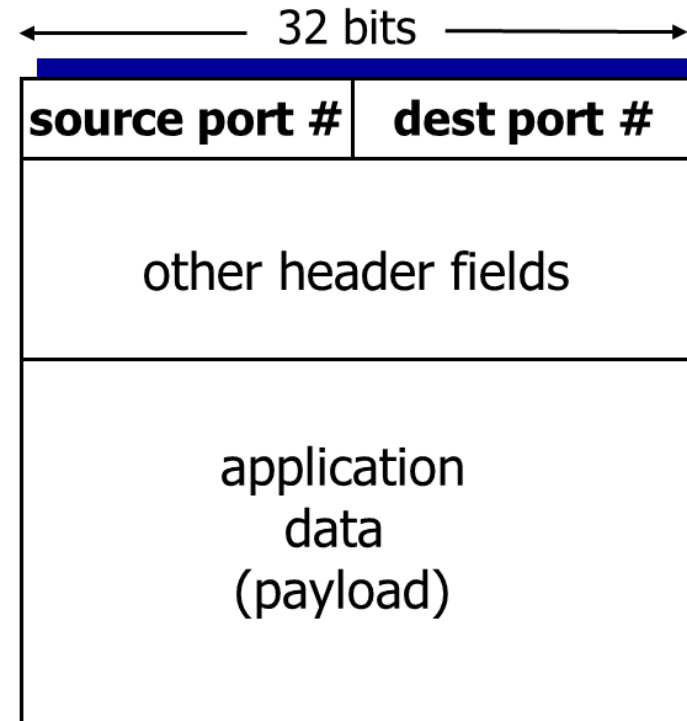 32 bits
source port # dest port #
other header fields
application
data
(payload)